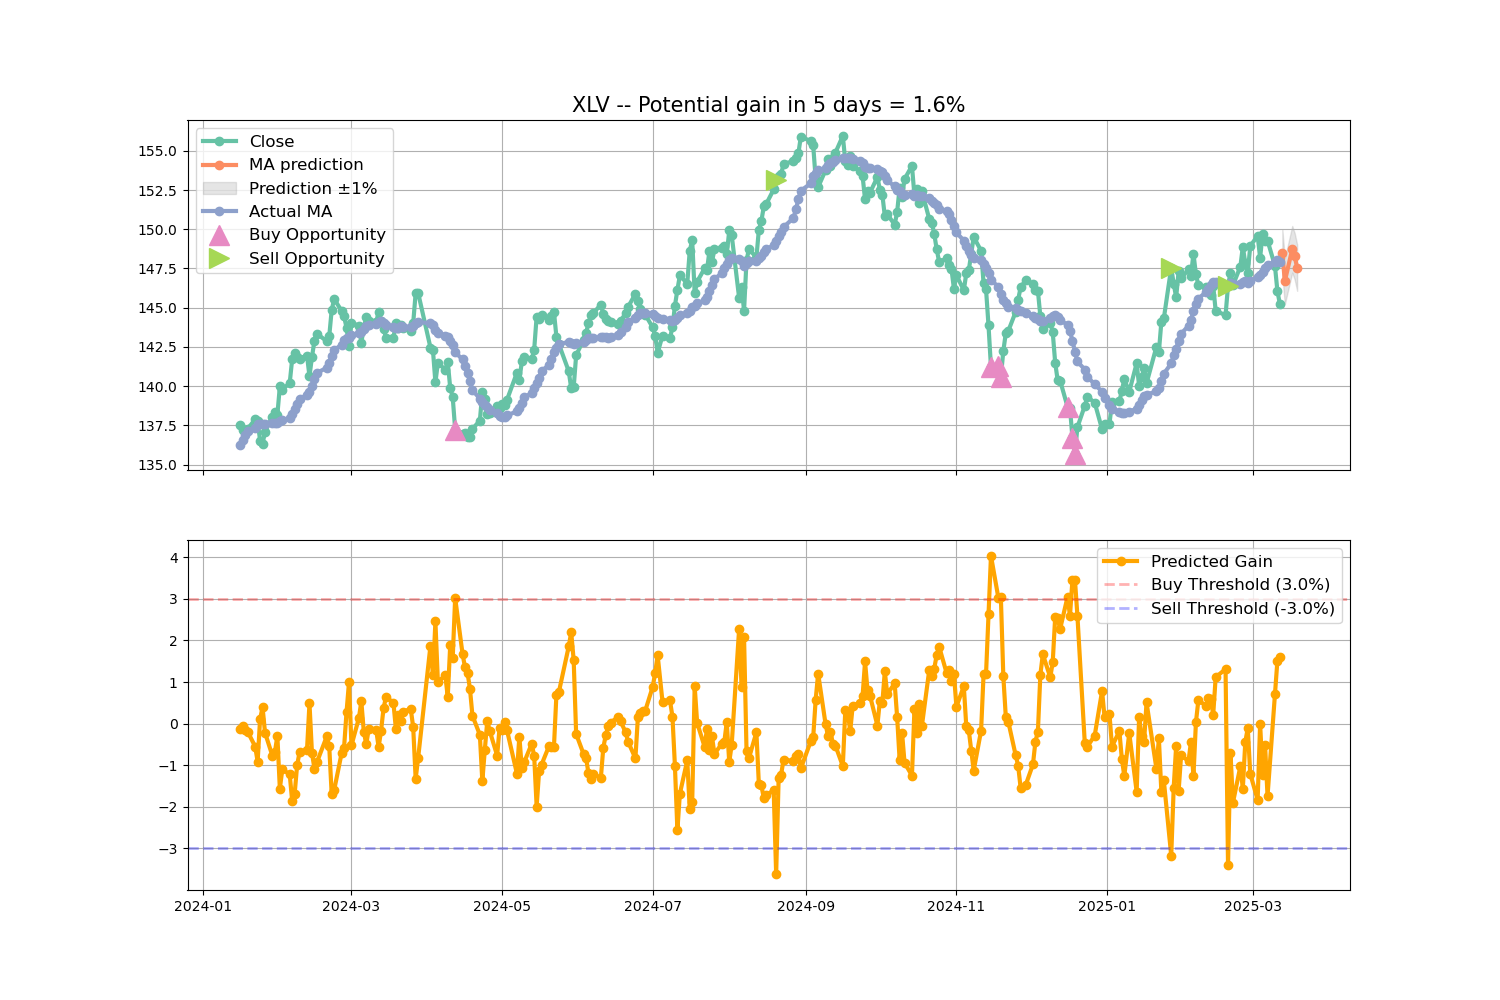 XLV -- Potential gain in 5 days = 1.6%
Close
MA prediction
Prediction ±1%
Actual MA
Buy Opportunity
Sell Opportunity
155.0
152.5
150.0
147.5
145.0
142.5
140.0
137.5
135.0
Predicted Gain
Buy Threshold (3.0%)
Sell Threshold (-3.0%)
4
3
2
1
0
−1
−2
−3
2024-01
2024-03
2024-05
2024-07
2024-09
2024-11
2025-01
2025-03